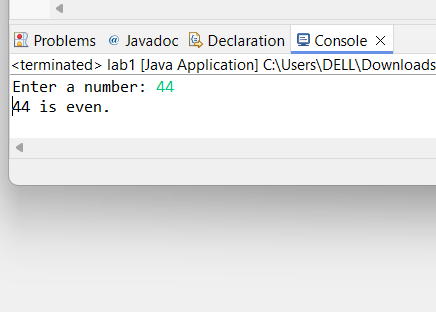 Problems @ Javadoc Declaration Console
<terminated> lab1 [Java Application] C:\Users\DELL\Downloads
Enter a number: 44
44 is even.